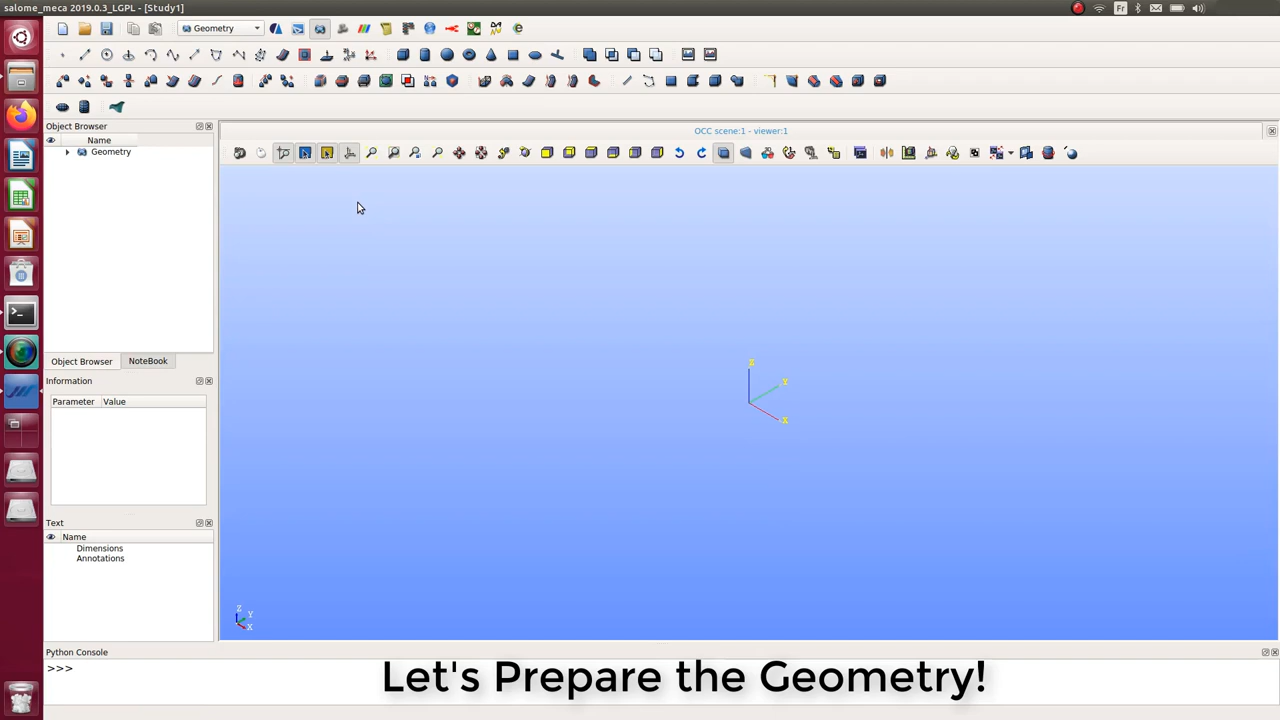 salome_meca 2019.0.3_LGPL - [Study1]
Fr
Geometry
Object Browser
OCC scene:1 - viewer:1
Name
Geometry
Z
Y
X
Object Browser
NoteBook
Information
Parameter
Value
Text
Name
Dimensions
Annotations
Z
Y
X
Python Console
>>>
Let's Prepare the Geometry!